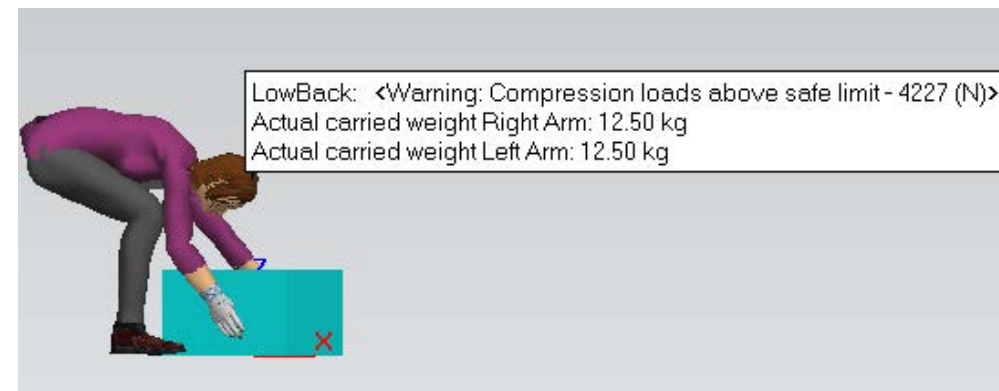 LowBack: <Warning: Compression loads above safe limit - 4227 (N)>
Actual carried weight Right Arm: 12.50 kg
Actual carried weight Left Arm: 12.50 kg
Z
X